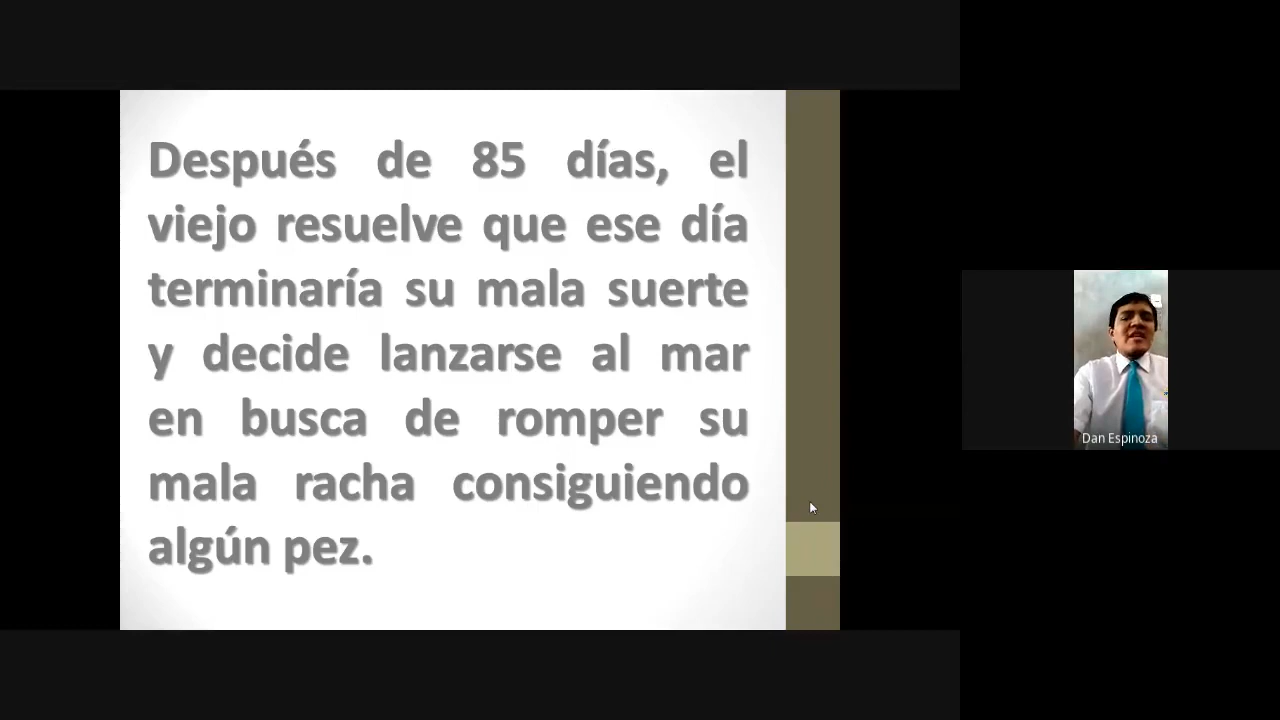 Después de 85 días, el
viejo resuelve que ese día
terminaría su mala suerte
y decide lanzarse al mar
en busca de romper su
mala racha consiguiendo
algún pez.
Dan Espinoza